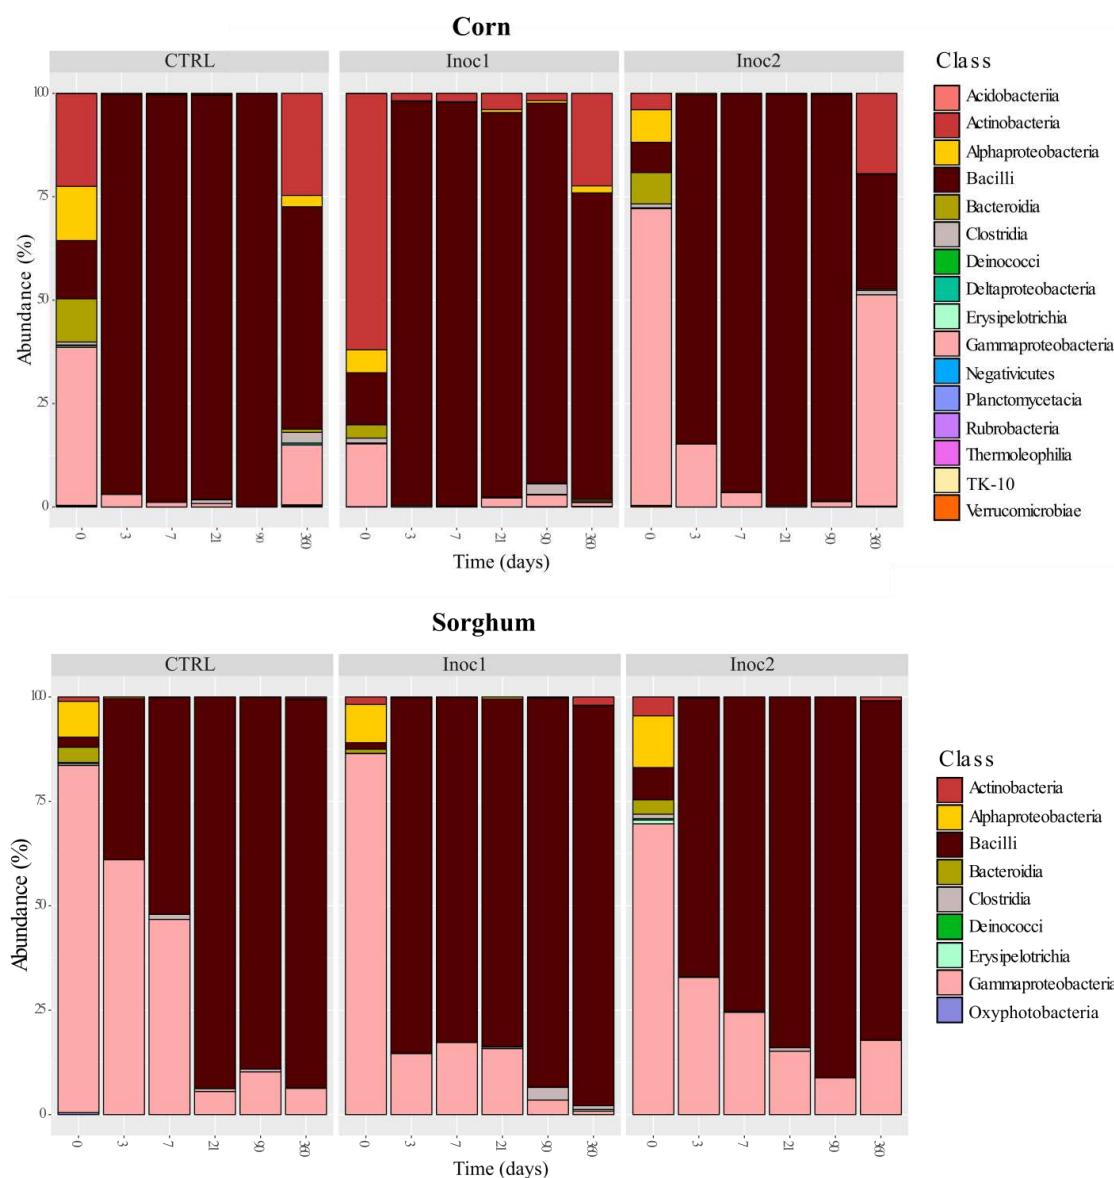 Corn
CTRL Inoc1 Inoc2
Class
Acidobacteriia
Actinobacteria
Alphaproteobacteria
Bacilli
Bacteroidia
Clostridia
Deinococci
Deltaproteobacteria
Erysipelotrichia
Gammaproteobacteria
Negativicutes
Planctomycetacia
Rubrobacteria
Thermoleophilia
TK-10
Verrucomicrobiae
Abundance (%)
100
75
50
25
0
0 3 7 21 90 360 0 3 7 21 90 360 0 3 7 21 90 360
Time (days)
Sorghum
CTRL Inoc1 Inoc2
Class
Actinobacteria
Alphaproteobacteria
Bacilli
Bacteroidia
Clostridia
Deinococci
Erysipelotrichia
Gammaproteobacteria
Oxyphotobacteria
Abundance (%)
100
75
50
25
0
0 3 7 21 90 360 0 3 7 21 90 360 0 3 7 21 90 360
Time (days)